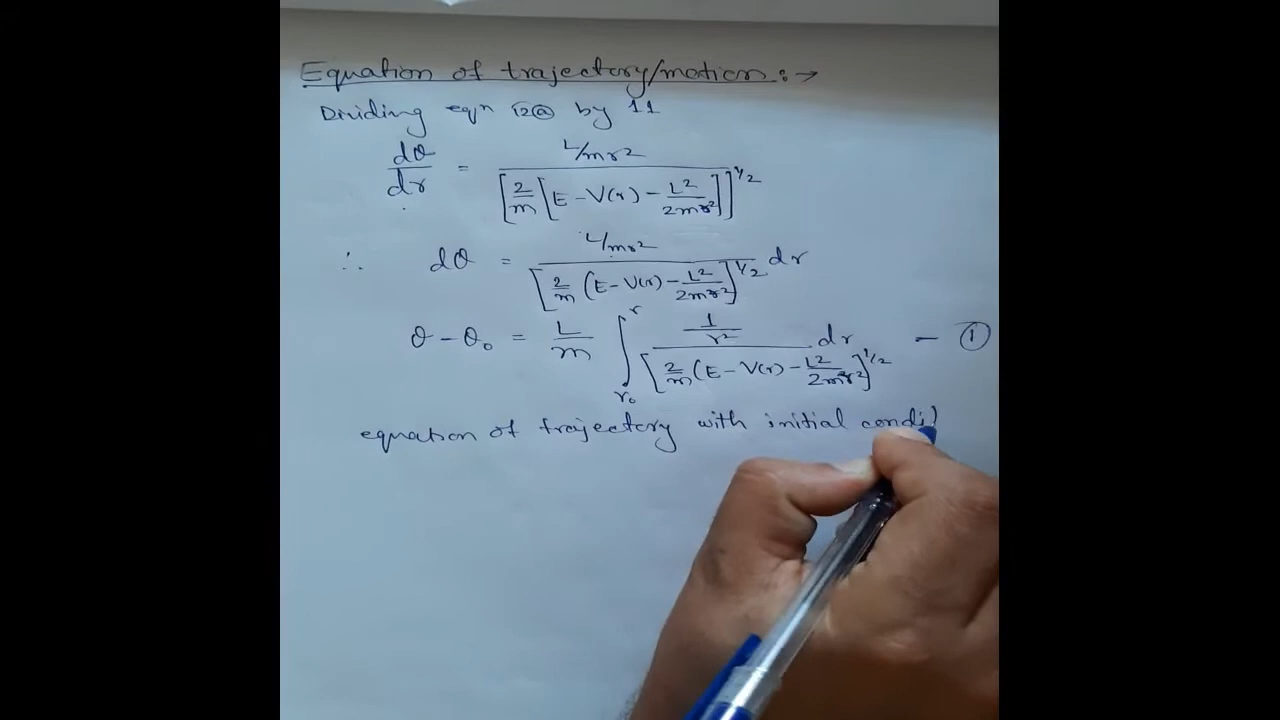 Equation of trajectory/motion :→
Dividing eqn 12ⓐ by 11
dθ/dr = (L/mr²) / [2/m [E - V(r) - L²/2mr²]]^1/2
∴ dθ = (L/mr²) / [2/m (E - V(r) - L²/2mr²)]^1/2 dr
θ - θ₀ = L/m ∫_{r₀}^{r} (1/r²) / [2/m (E - V(r) - L²/2mr²)]^1/2 dr — ①
equation of trajectory with initial condi